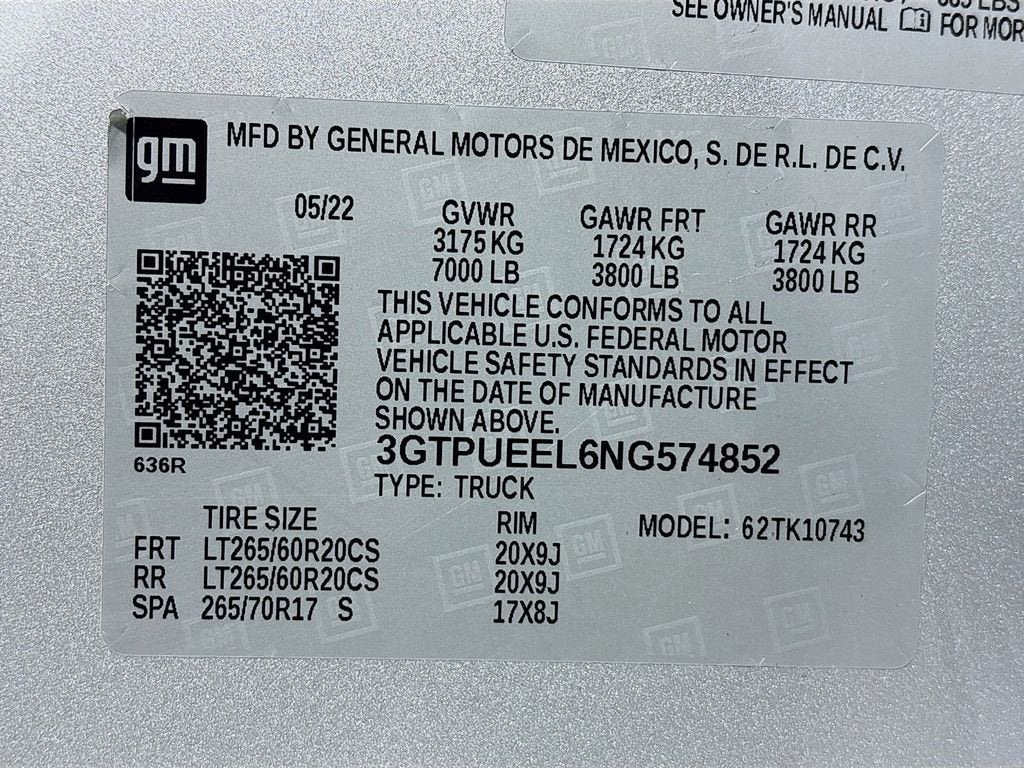 LBS
SEE OWNER'S MANUAL FOR MOR
gm
MFD BY GENERAL MOTORS DE MEXICO, S. DE R.L. DE C.V.
05/22 GVWR GAWR FRT GAWR RR
3175 KG 1724 KG 1724 KG
7000 LB 3800 LB 3800 LB
THIS VEHICLE CONFORMS TO ALL
APPLICABLE U.S. FEDERAL MOTOR
VEHICLE SAFETY STANDARDS IN EFFECT
ON THE DATE OF MANUFACTURE
SHOWN ABOVE.
3GTPUEEL6NG574852
636R
TYPE: TRUCK
TIRE SIZE RIM MODEL: 62TK10743
FRT LT265/60R20CS 20X9J
RR LT265/60R20CS 20X9J
SPA 265/70R17 S 17X8J